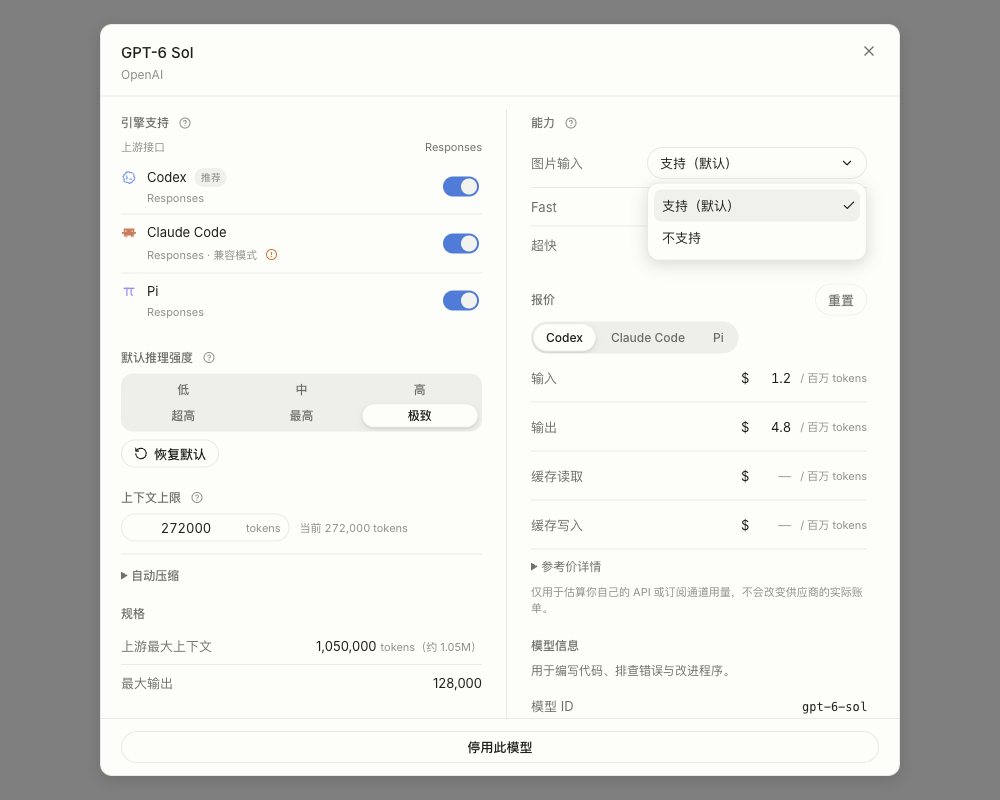 GPT-6 Sol
OpenAI
引擎支持
上游接口 Responses
Codex 推荐
Responses
Claude Code
Responses · 兼容模式
Pi
Responses
默认推理强度
低 中 高
超高 最高 极致
恢复默认
上下文上限
272000 tokens 当前 272,000 tokens
自动压缩
规格
上游最大上下文 1,050,000 tokens（约 1.05M）
最大输出 128,000
能力
图片输入 支持（默认）
支持（默认）
不支持
Fast
超快
报价 重置
Codex Claude Code Pi
输入 $ 1.2 / 百万 tokens
输出 $ 4.8 / 百万 tokens
缓存读取 $ — / 百万 tokens
缓存写入 $ — / 百万 tokens
参考价详情
仅用于估算你自己的 API 或订阅通道用量，不会改变供应商的实际账
单。
模型信息
用于编写代码、排查错误与改进程序。
模型 ID gpt-6-sol
停用此模型